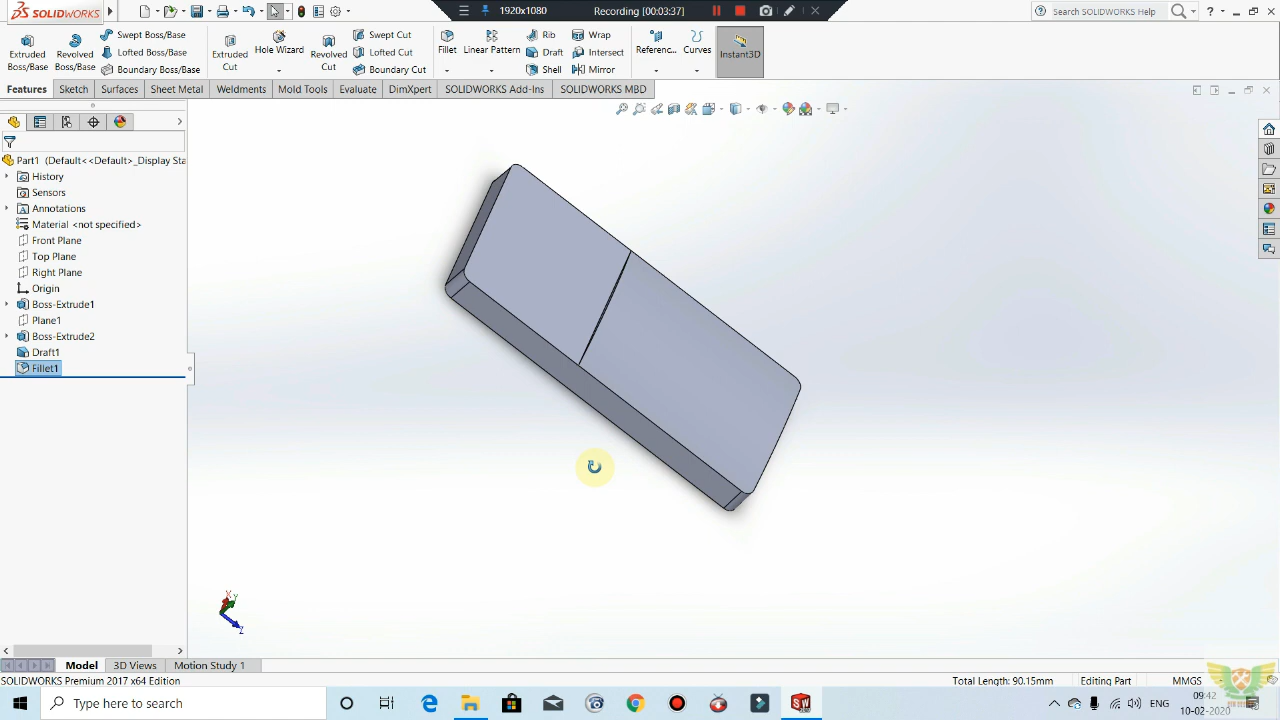 SOLIDWORKS
1920x1080
Recording [00:03:37]
Search SOLIDWORKS Help
Extruded Boss/Base
Revolved Boss/Base
Swept Boss/Base
Lofted Boss/Base
Boundary Boss/Base
Extruded Cut
Hole Wizard
Revolved Cut
Swept Cut
Lofted Cut
Boundary Cut
Fillet
Linear Pattern
Rib
Draft
Shell
Wrap
Intersect
Mirror
Referenc...
Curves
Instant3D
Features
Sketch
Surfaces
Sheet Metal
Weldments
Mold Tools
Evaluate
DimXpert
SOLIDWORKS Add-Ins
SOLIDWORKS MBD
Part1 (Default<<Default>_Display Sta
History
Sensors
Annotations
Material <not specified>
Front Plane
Top Plane
Right Plane
Origin
Boss-Extrude1
Plane1
Boss-Extrude2
Draft1
Fillet1
X
Y
Z
Model
3D Views
Motion Study 1
SOLIDWORKS Premium 2017 x64 Edition
Total Length: 90.15mm
Editing Part
MMGS
Type here to search
SW
ENG
09:42
10-02-2020